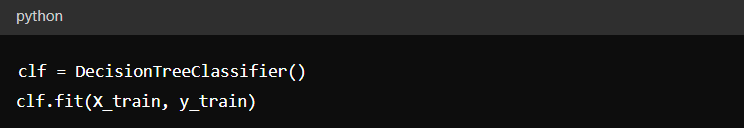 python
clf = DecisionTreeClassifier()
clf.fit(X_train, y_train)